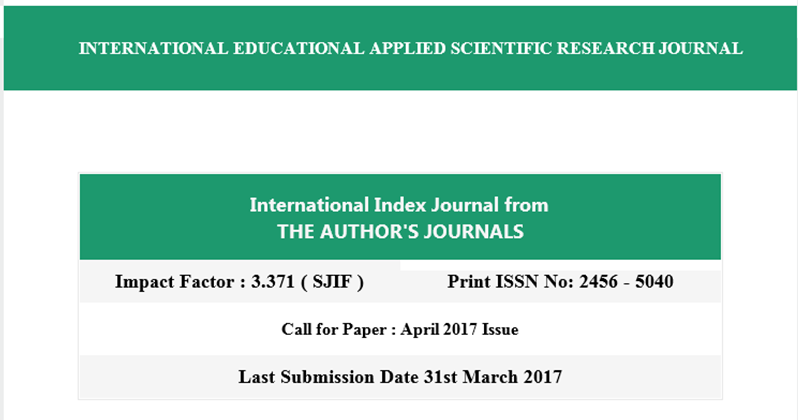 INTERNATIONAL EDUCATIONAL APPLIED SCIENTIFIC RESEARCH JOURNAL
International Index Journal from
THE AUTHOR'S JOURNALS
Impact Factor : 3.371 ( SJIF ) Print ISSN No: 2456 - 5040
Call for Paper : April 2017 Issue
Last Submission Date 31st March 2017